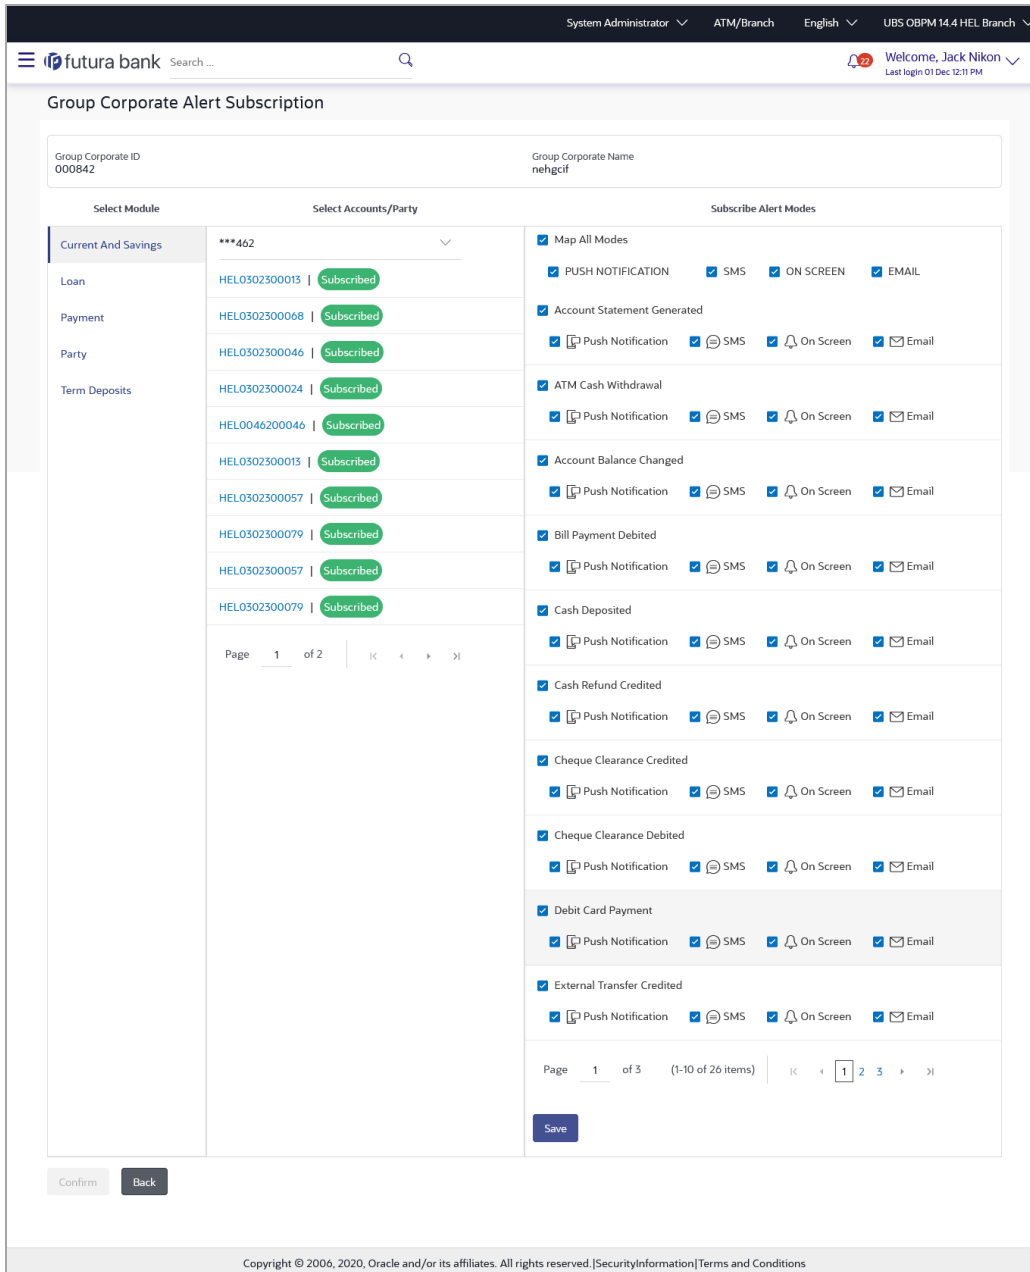 System Administrator ATM/Branch English UBS OBPM 14.4 HEL Branch
futura bank Search ... 22 Welcome, Jack Nikon
Last login 01 Dec 12:11 PM
Group Corporate Alert Subscription
Group Corporate ID Group Corporate Name
000842 nehgcif
Select Module Select Accounts/Party Subscribe Alert Modes
Current And Savings
Loan
Payment
Party
Term Deposits
***462
HEL0302300013 | Subscribed
HEL0302300068 | Subscribed
HEL0302300046 | Subscribed
HEL0302300024 | Subscribed
HEL0046200046 | Subscribed
HEL0302300013 | Subscribed
HEL0302300057 | Subscribed
HEL0302300079 | Subscribed
HEL0302300057 | Subscribed
HEL0302300079 | Subscribed
Page 1 of 2
Map All Modes
PUSH NOTIFICATION SMS ON SCREEN EMAIL
Account Statement Generated
Push Notification SMS On Screen Email
ATM Cash Withdrawal
Push Notification SMS On Screen Email
Account Balance Changed
Push Notification SMS On Screen Email
Bill Payment Debited
Push Notification SMS On Screen Email
Cash Deposited
Push Notification SMS On Screen Email
Cash Refund Credited
Push Notification SMS On Screen Email
Cheque Clearance Credited
Push Notification SMS On Screen Email
Cheque Clearance Debited
Push Notification SMS On Screen Email
Debit Card Payment
Push Notification SMS On Screen Email
External Transfer Credited
Push Notification SMS On Screen Email
Page 1 of 3 (1-10 of 26 items) 1 2 3
Save
Confirm Back
Copyright © 2006, 2020, Oracle and/or its affiliates. All rights reserved.|SecurityInformation|Terms and Conditions